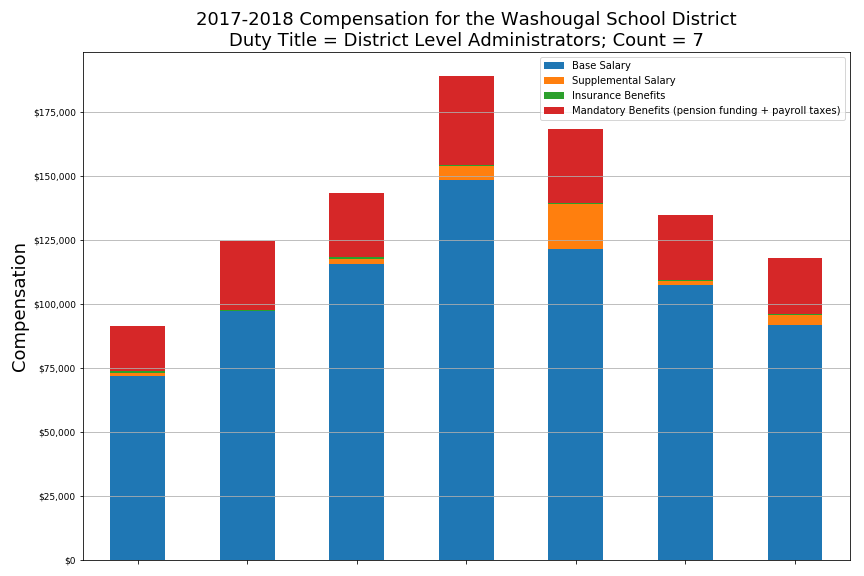 2017-2018 Compensation for the Washougal School District
Duty Title = District Level Administrators; Count = 7
Base Salary
Supplemental Salary
Insurance Benefits
Mandatory Benefits (pension funding + payroll taxes)
$175,000
$150,000
$125,000
$100,000
$75,000
$50,000
$25,000
$0
Compensation